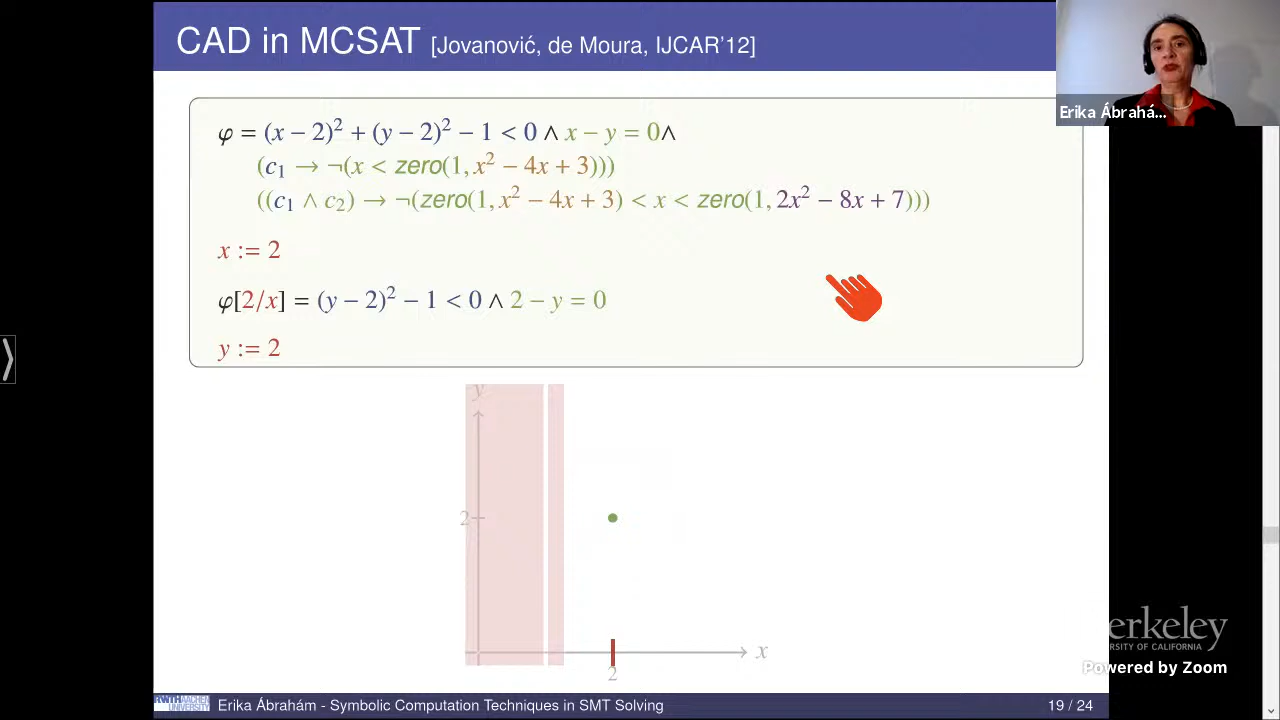 CAD in MCSAT [Jovanović, de Moura, IJCAR'12]
φ = (x − 2)² + (y − 2)² − 1 < 0 ∧ x − y = 0∧
(c₁ → ¬(x < zero(1, x² − 4x + 3)))
((c₁ ∧ c₂) → ¬(zero(1, x² − 4x + 3) < x < zero(1, 2x² − 8x + 7)))
x := 2
φ[2/x] = (y − 2)² − 1 < 0 ∧ 2 − y = 0
y := 2
Erika Ábrahá...
y
2
x
2
erkeley
RSITY OF CALIFORNIA
Powered by Zoom
RWTH AACHEN
UNIVERSITY
Erika Ábrahám - Symbolic Computation Techniques in SMT Solving
19 / 24